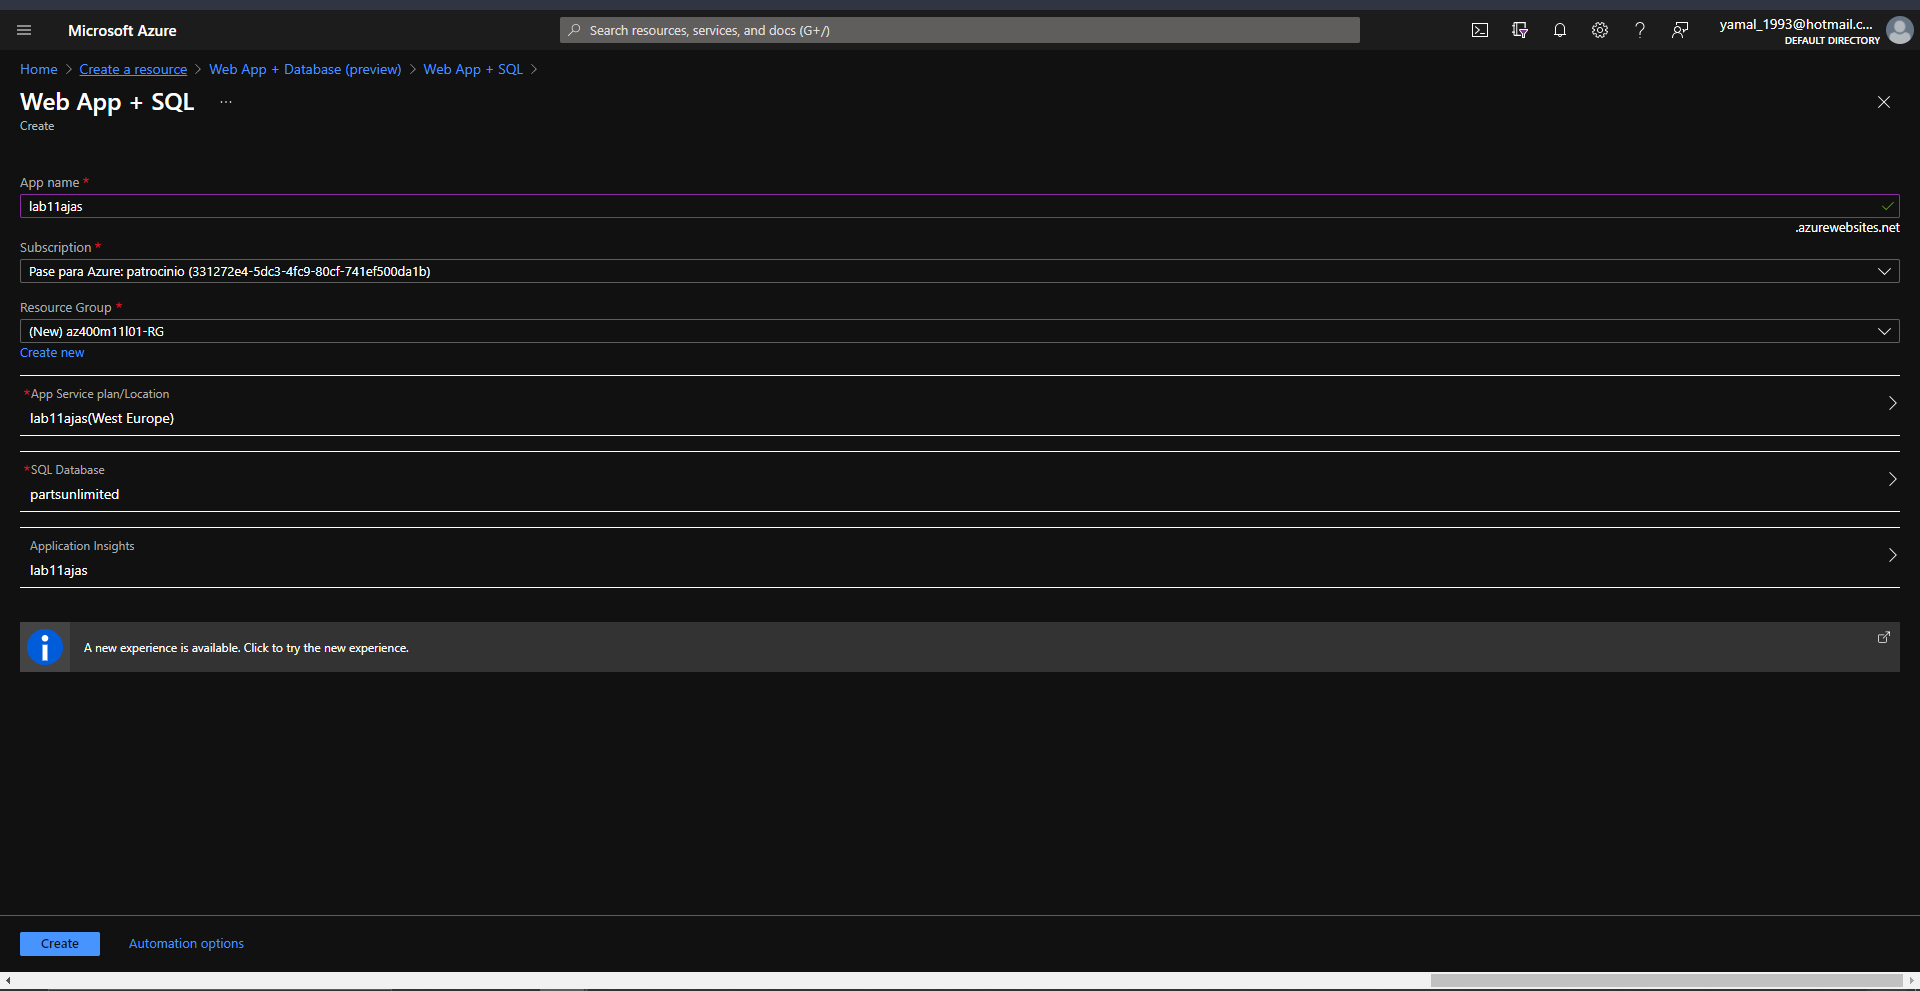 Microsoft Azure
Search resources, services, and docs (G+/)
yamal_1993@hotmail.c...
DEFAULT DIRECTORY
Home > Create a resource > Web App + Database (preview) > Web App + SQL >
Web App + SQL ...
Create
App name *
lab11ajas
.azurewebsites.net
Subscription *
Pase para Azure: patrocinio (331272e4-5dc3-4fc9-80cf-741ef500da1b)
Resource Group *
(New) az400m11l01-RG
Create new
*App Service plan/Location
lab11ajas(West Europe)
*SQL Database
partsunlimited
Application Insights
lab11ajas
A new experience is available. Click to try the new experience.
Create
Automation options